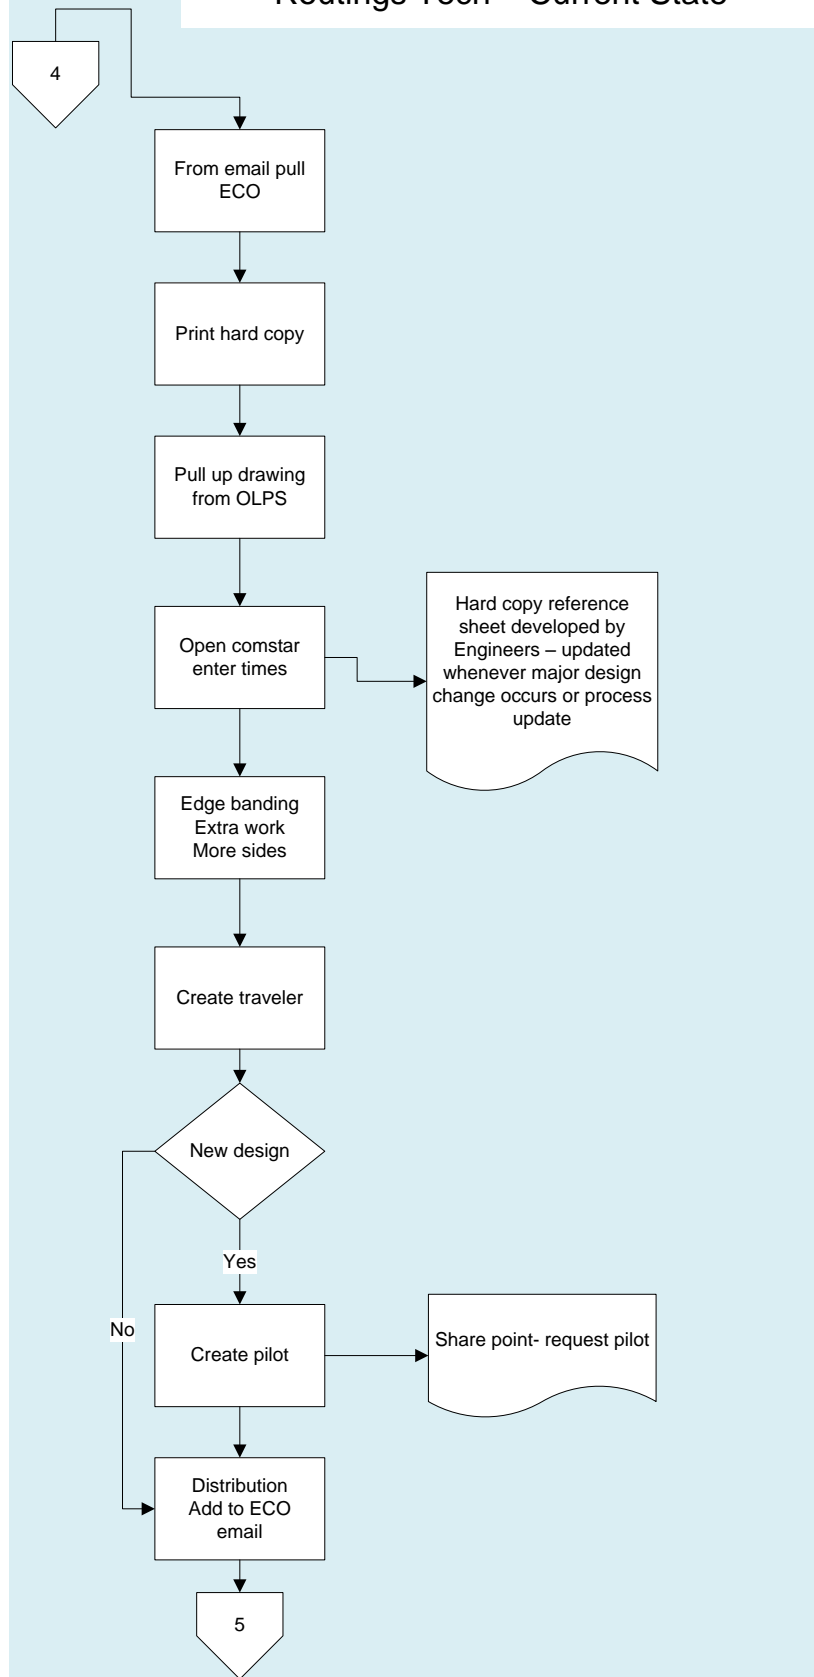 Routings Tech – Current State
4
From email pull
ECO
Print hard copy
Pull up drawing
from OLPS
Open comstar
enter times
Hard copy reference
sheet developed by
Engineers – updated
whenever major design
change occurs or process
update
Edge banding
Extra work
More sides
Create traveler
New design
Yes
No
Create pilot
Share point- request pilot
Distribution
Add to ECO
email
5